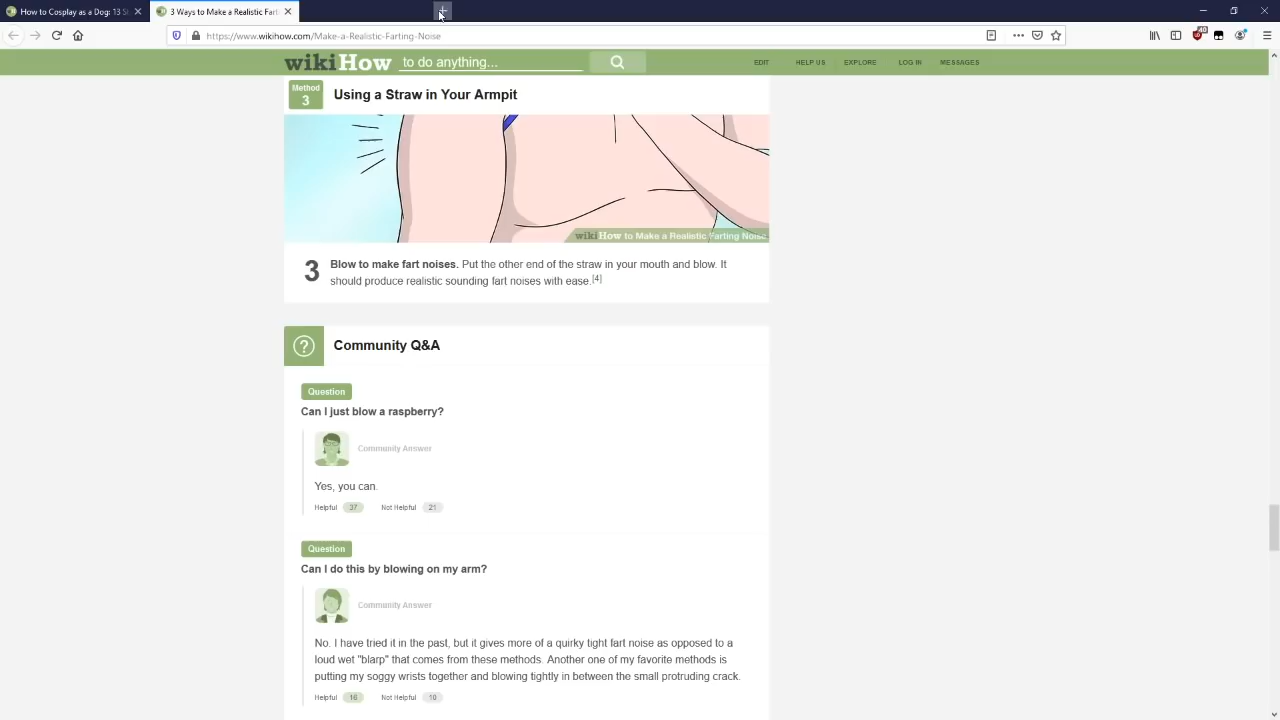 How to Cosplay as a Dog: 13 S
3 Ways to Make a Realistic Fart
https://www.wikihow.com/Make-a-Realistic-Farting-Noise
wikiHow to do anything...
EDIT HELP US EXPLORE LOG IN MESSAGES
Method
3
Using a Straw in Your Armpit
wikiHow to Make a Realistic Farting Noise
3
Blow to make fart noises. Put the other end of the straw in your mouth and blow. It
should produce realistic sounding fart noises with ease.[4]
Community Q&A
Question
Can I just blow a raspberry?
Community Answer
Yes, you can.
Helpful 37 Not Helpful 21
Question
Can I do this by blowing on my arm?
Community Answer
No. I have tried it in the past, but it gives more of a quirky tight fart noise as opposed to a
loud wet "blarp" that comes from these methods. Another one of my favorite methods is
putting my soggy wrists together and blowing tightly in between the small protruding crack.
Helpful 16 Not Helpful 10